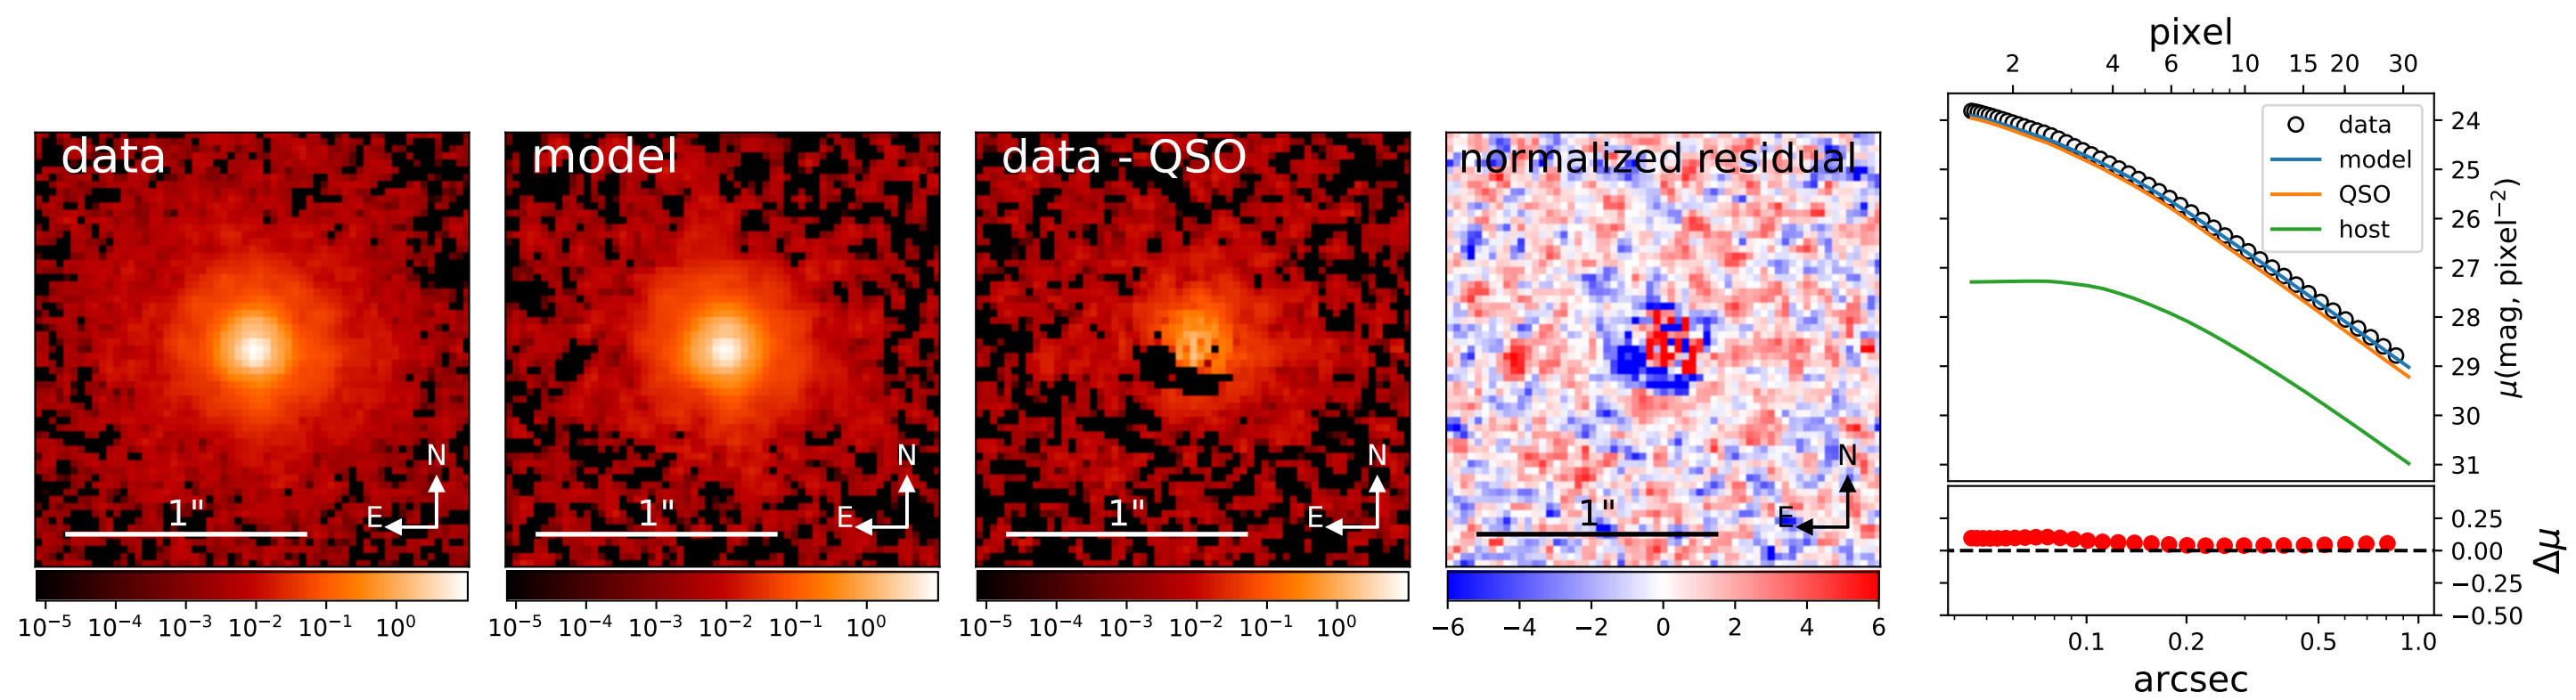 data
N
E
1"
10⁻⁵ 10⁻⁴ 10⁻³ 10⁻² 10⁻¹ 10⁰
model
N
E
1"
10⁻⁵ 10⁻⁴ 10⁻³ 10⁻² 10⁻¹ 10⁰
data - QSO
N
E
1"
10⁻⁵ 10⁻⁴ 10⁻³ 10⁻² 10⁻¹ 10⁰
normalized residual
N
E
1"
−6 −4 −2 0 2 4 6
pixel
2 4 6 10 15 20 30
data
model
QSO
host
24
25
26
27
28
29
30
31
μ(mag, pixel⁻²)
0.25
0.00
−0.25
−0.50
Δμ
0.1 0.2 0.5 1.0
arcsec